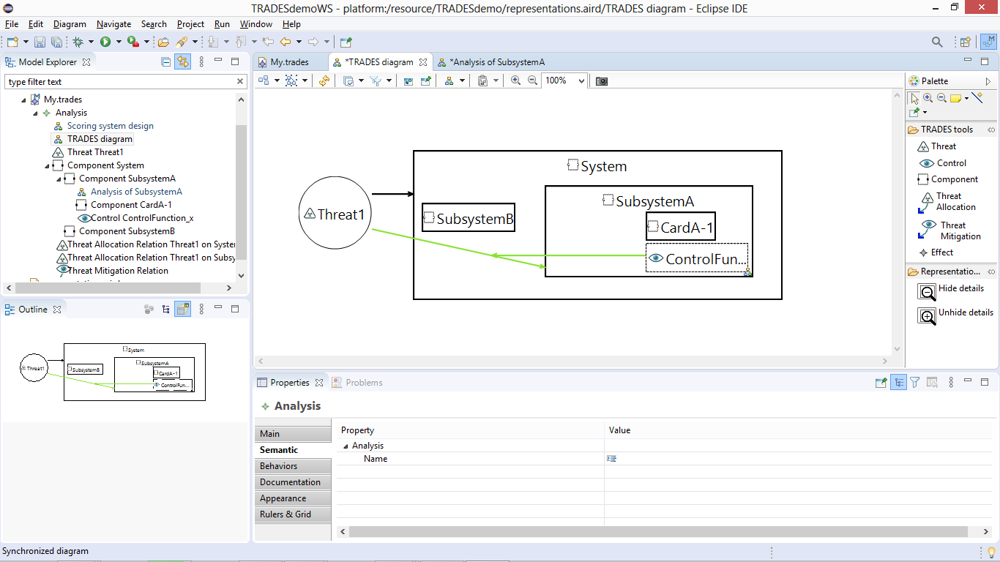 TRADESdemoWS - platform:/resource/TRADESdemo/representations.aird/TRADES diagram - Eclipse IDE
File Edit Diagram Navigate Search Project Run Window Help
Model Explorer
type filter text
My.trades
Analysis
Scoring system design
TRADES diagram
Threat Threat1
Component System
Component SubsystemA
Analysis of SubsystemA
Component CardA-1
Control ControlFunction_x
Component SubsystemB
Threat Allocation Relation Threat1 on System
Threat Allocation Relation Threat1 on Subsy
Threat Mitigation Relation
Outline
Threat1
System
SubsystemA
SubsystemB
CardA-1
ControlFun...
My.trades *TRADES diagram *Analysis of SubsystemA
100%
System
SubsystemA
Threat1
SubsystemB
CardA-1
ControlFun...
Palette
TRADES tools
Threat
Control
Component
Threat
Allocation
Threat
Mitigation
Effect
Representatio...
Hide details
Unhide details
Properties Problems
Analysis
Main
Semantic
Behaviors
Documentation
Appearance
Rulers & Grid
Property Value
Analysis
Name
Synchronized diagram